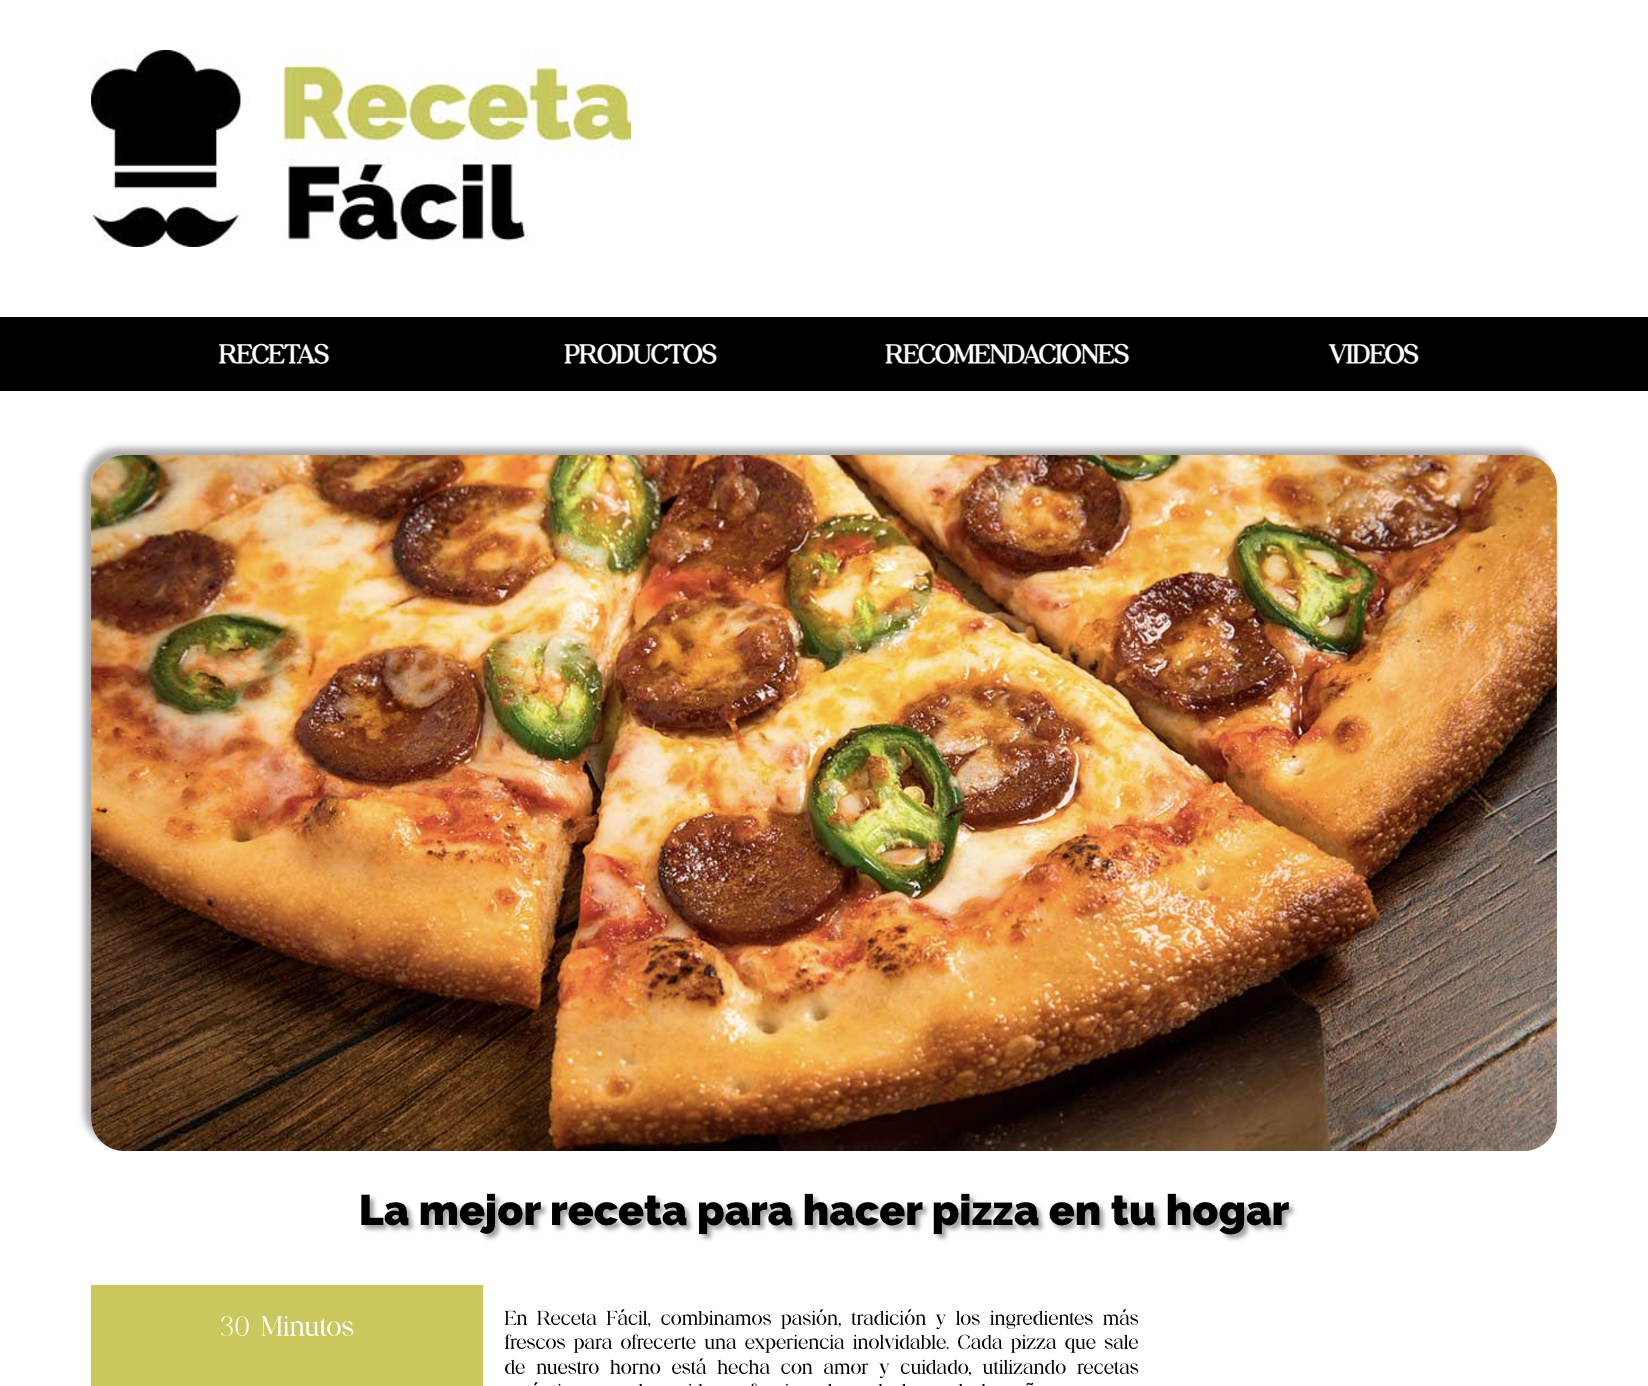 Receta
Fácil
RECETAS
PRODUCTOS
RECOMENDACIONES
VIDEOS
La mejor receta para hacer pizza en tu hogar
30 Minutos
En Receta Fácil, combinamos pasión, tradición y los ingredientes más
frescos para ofrecerte una experiencia inolvidable. Cada pizza que sale
de nuestro horno está hecha con amor y cuidado, utilizando recetas